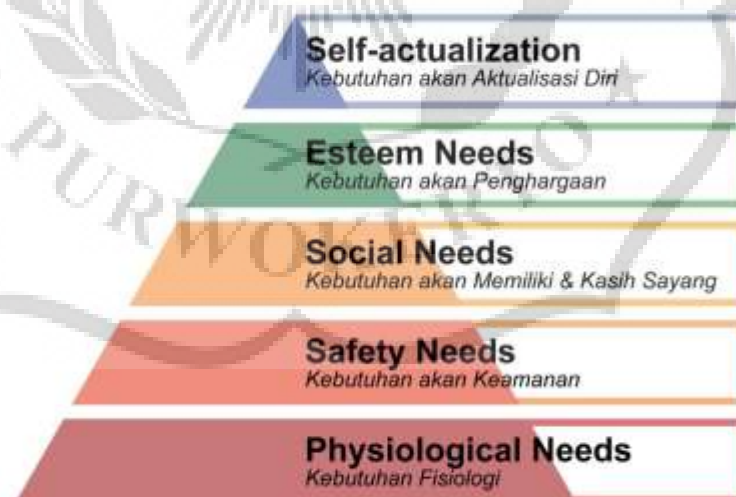 Self-actualization
Kebutuhan akan Aktualisasi Diri
Esteem Needs
Kebutuhan akan Penghargaan
Social Needs
Kebutuhan akan Memiliki & Kasih Sayang
Safety Needs
Kebutuhan akan Keamanan
Physiological Needs
Kebutuhan Fisiologi
PURWOKERTO